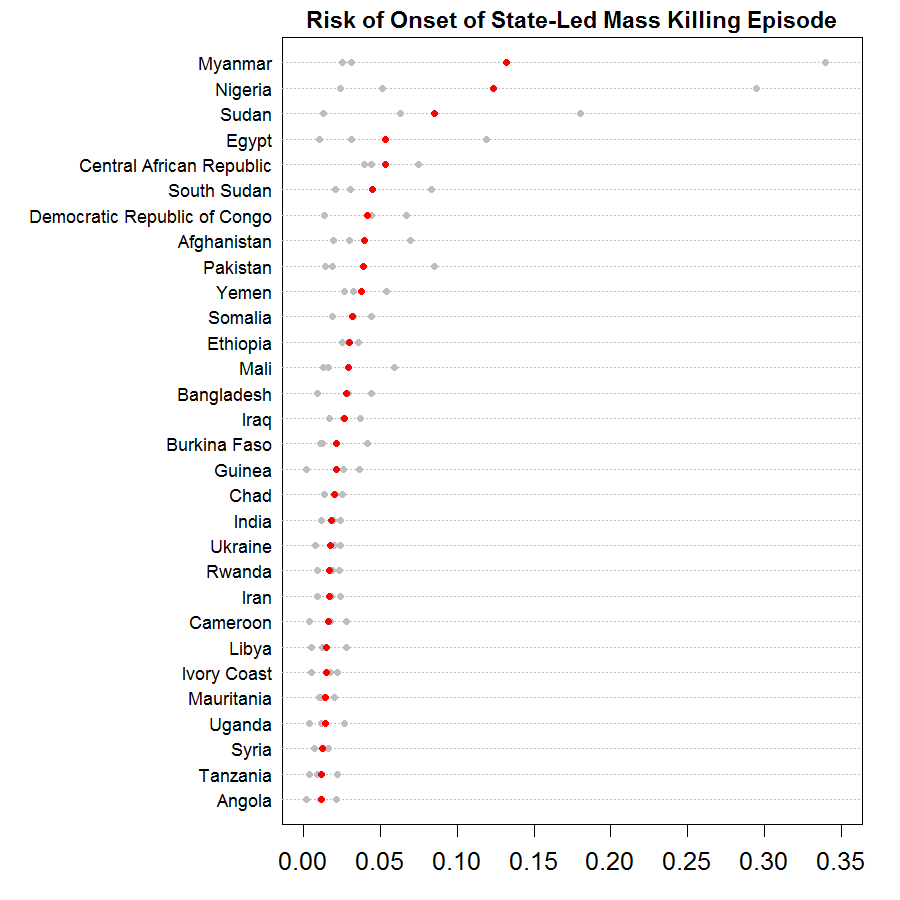 Risk of Onset of State-Led Mass Killing Episode
Myanmar
Nigeria
Sudan
Egypt
Central African Republic
South Sudan
Democratic Republic of Congo
Afghanistan
Pakistan
Yemen
Somalia
Ethiopia
Mali
Bangladesh
Iraq
Burkina Faso
Guinea
Chad
India
Ukraine
Rwanda
Iran
Cameroon
Libya
Ivory Coast
Mauritania
Uganda
Syria
Tanzania
Angola
0.00 0.05 0.10 0.15 0.20 0.25 0.30 0.35